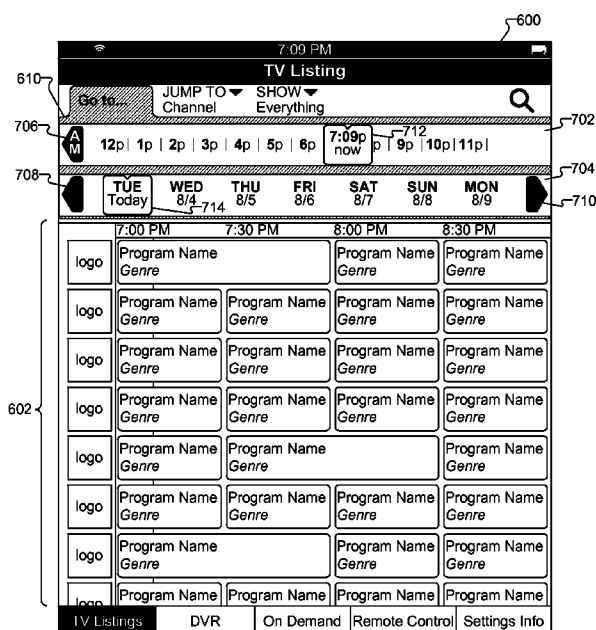 600
7:09 PM
TV Listing
610
Go to...
JUMP TO
Channel
SHOW
Everything
702
706
AM
12p| 1p | 2p | 3p | 4p | 5p | 6p
7:09p
now
p | 9p | 10p | 11p|
712
708
TUE
Today
WED
8/4
THU
8/5
FRI
8/6
SAT
8/7
SUN
8/8
MON
8/9
704
710
714
7:00 PM 7:30 PM 8:00 PM 8:30 PM
602
logo Program Name Program Name Program Name
Genre Genre Genre
logo Program Name Program Name Program Name Program Name
Genre Genre Genre Genre
logo Program Name Program Name Program Name Program Name
Genre Genre Genre Genre
logo Program Name Program Name Program Name Program Name
Genre Genre Genre Genre
logo Program Name Program Name Program Name
Genre Genre Genre
logo Program Name Program Name Program Name Program Name
Genre Genre Genre Genre
logo Program Name Program Name Program Name
Genre Genre Genre
logo Program Name Program Name Program Name Program Name
TV Listings DVR On Demand Remote Control Settings Info